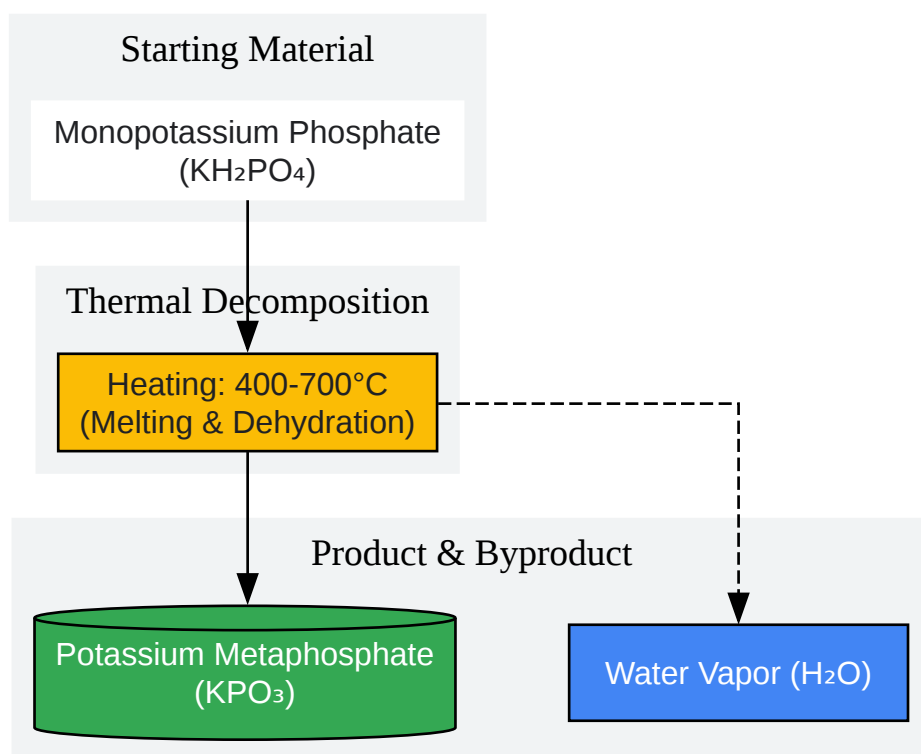 Starting Material
Monopotassium Phosphate
(KH₂PO₄)
Thermal Decomposition
Heating: 400-700°C
(Melting & Dehydration)
Product & Byproduct
Potassium Metaphosphate
(KPO₃)
Water Vapor (H₂O)